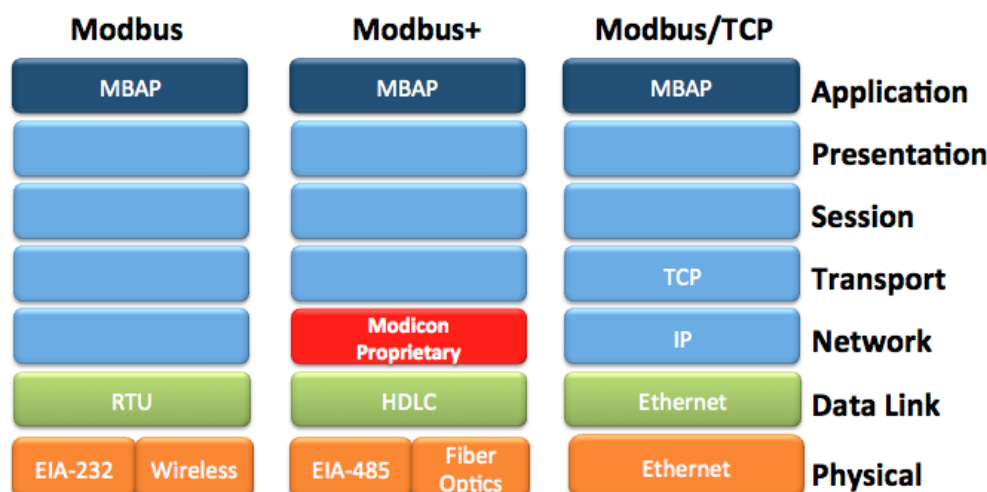 Modbus Modbus+ Modbus/TCP
MBAP MBAP MBAP Application
Presentation
Session
TCP Transport
Modicon
Proprietary IP Network
RTU HDLC Ethernet Data Link
EIA-232 Wireless EIA-485 Fiber
Optics Ethernet Physical